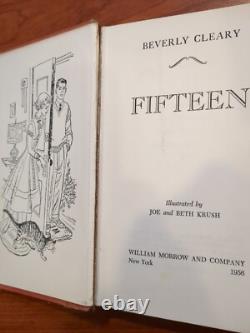 BEVERLY CLEARY
FIFTEEN
Illustrated by
JOE and BETH KRUSH
WILLIAM MORROW AND COMPANY
New York
1956